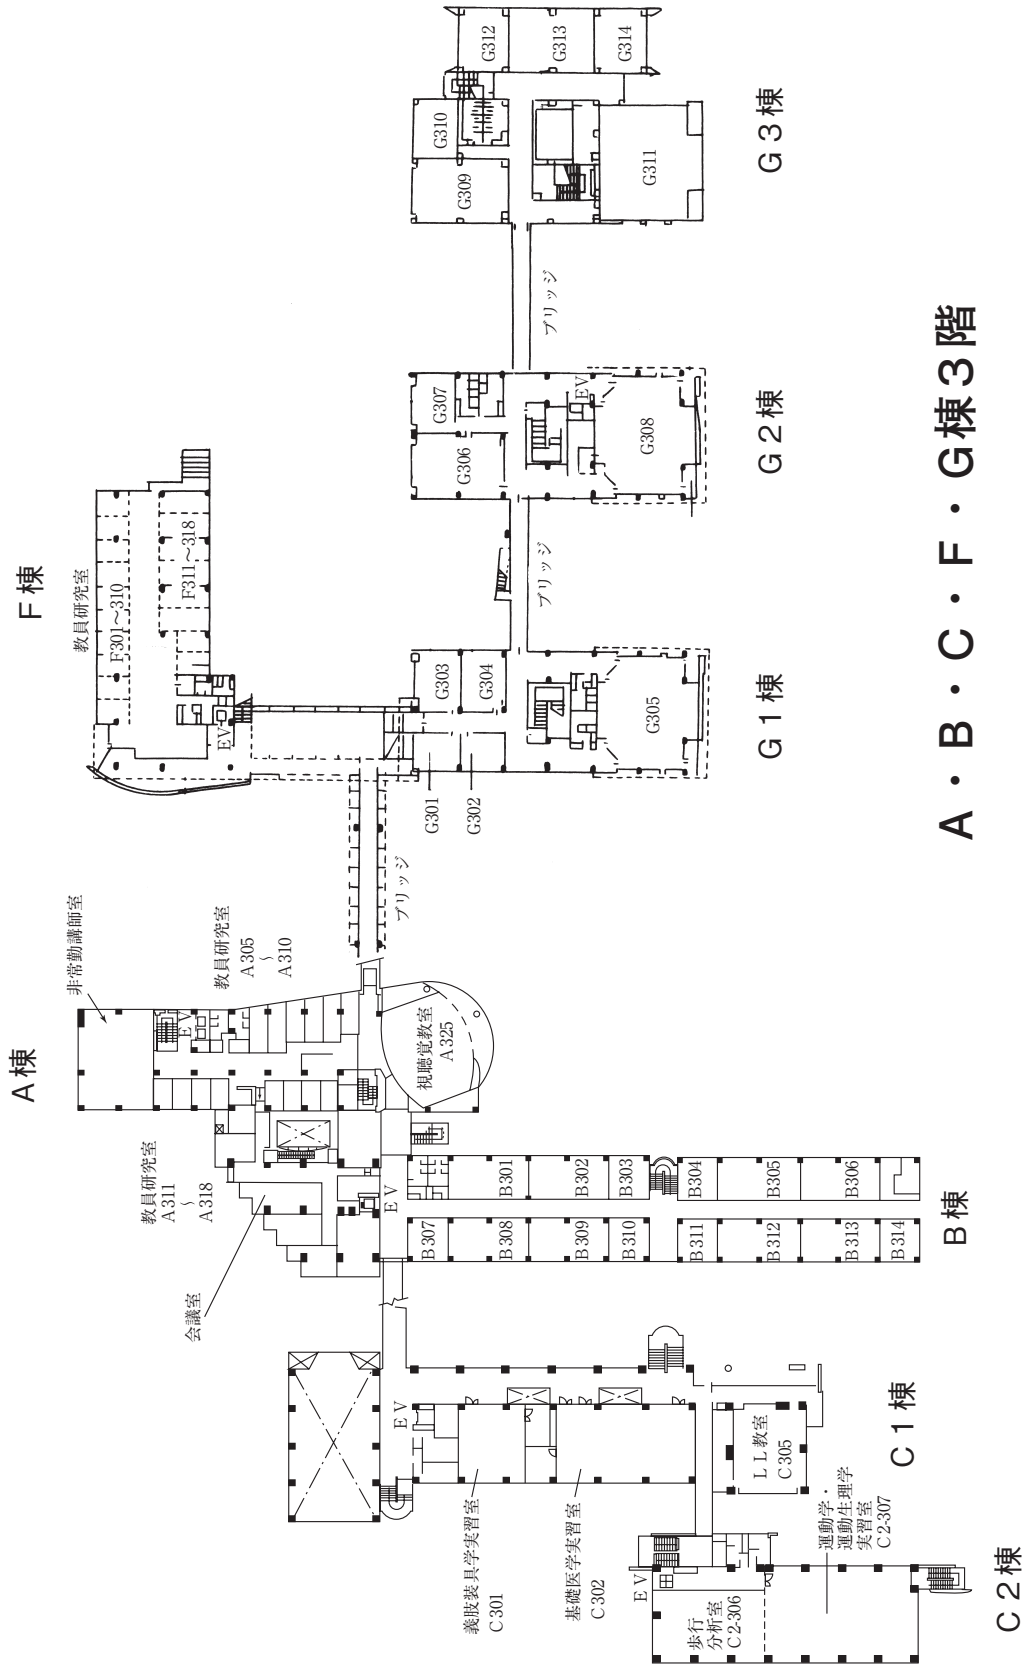 A・B・C・F・G棟3階
C2棟
C1棟
B棟
A棟
F棟
G1棟
G2棟
G3棟
EV
歩行
分析室
C2-306
運動学・
運動生理学
実習室
C2-307
義肢装具学実習室
C301
基礎医学実習室
C302
EV
LL教室
C305
会議室
教員研究室
A311
〜
A318
EV
B307
B308
B309
B310
B311
B312
B313
B314
B301
B302
B303
B304
B305
B306
非常勤講師室
EV
教員研究室
A305
〜
A310
視聴覚教室
A325
ブリッジ
教員研究室
F301〜310
F311〜318
EV
G301
G302
G303
G304
G305
ブリッジ
G306
G307
EV
G308
ブリッジ
G309
G310
G311
G312
G313
G314